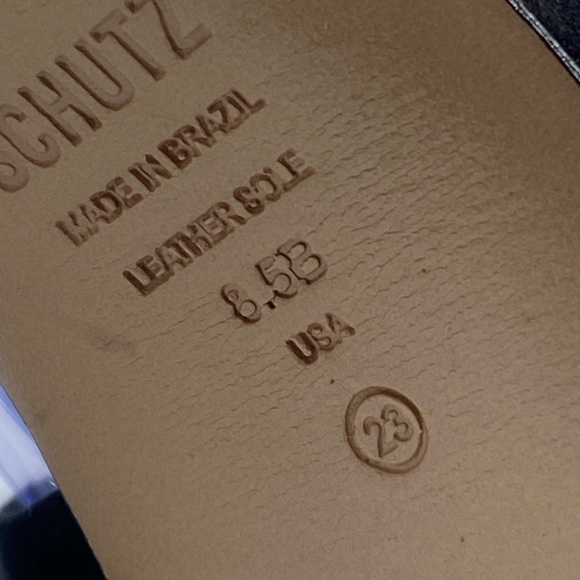 SCHUTZ
MADE IN BRAZIL
LEATHER SOLE
8.5B
USA
23